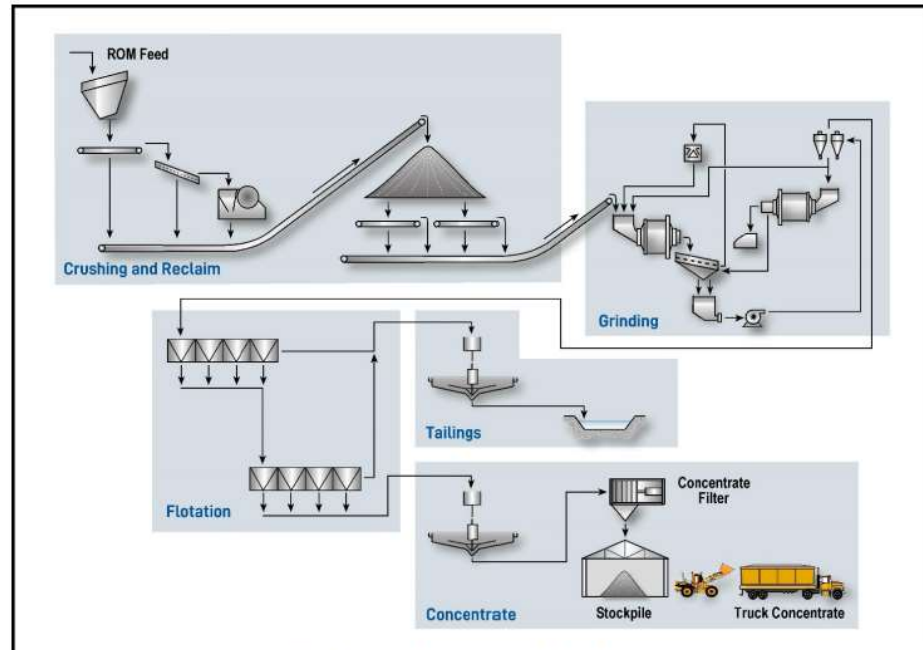 ROM Feed
Crushing and Reclaim
Grinding
Flotation
Tailings
Concentrate
Filter
Concentrate
Stockpile
Truck Concentrate